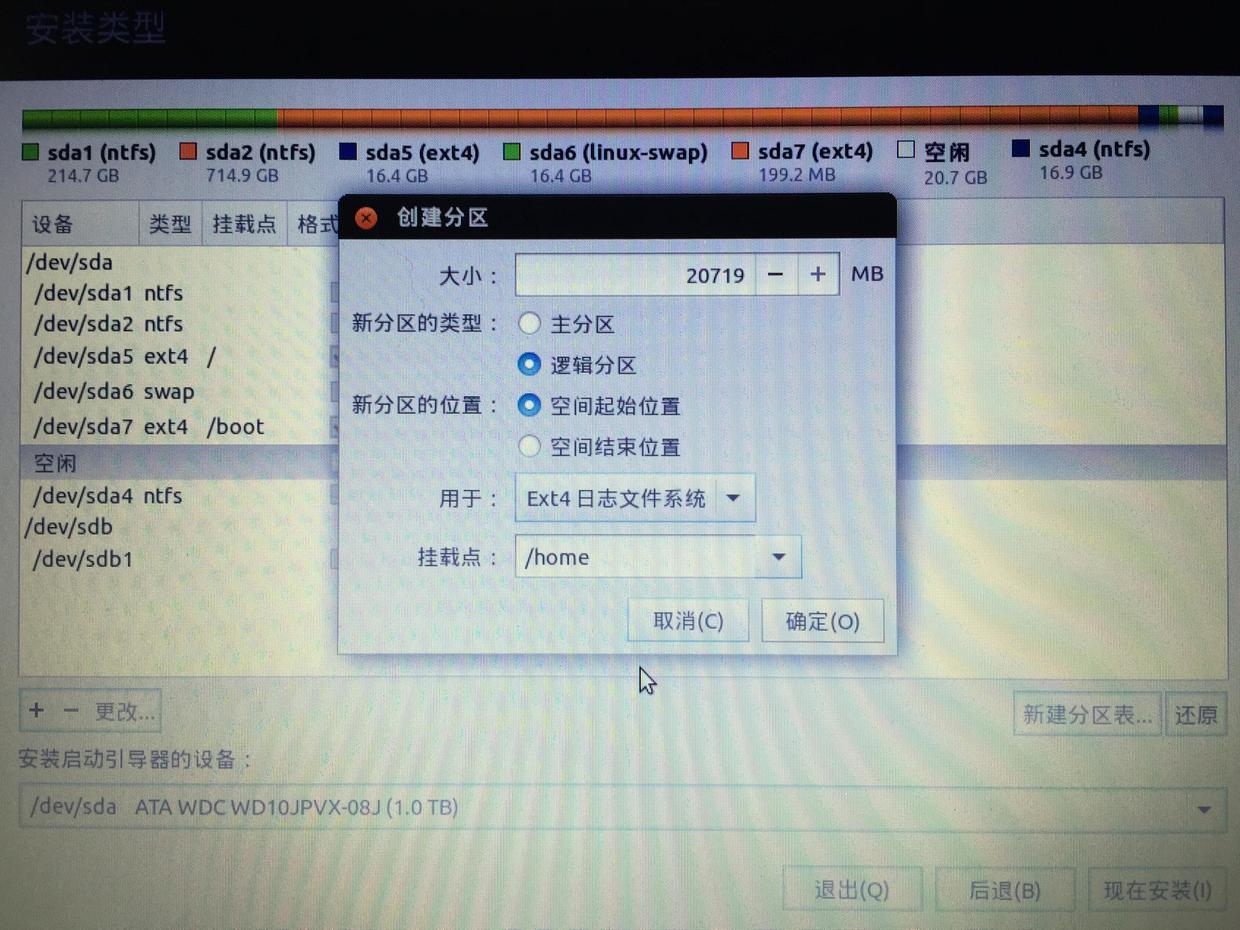 安装类型
sda1 (ntfs) sda2 (ntfs) sda5 (ext4) sda6 (linux-swap) sda7 (ext4) 空闲 sda4 (ntfs)
214.7 GB 714.9 GB 16.4 GB 16.4 GB 199.2 MB 20.7 GB 16.9 GB
设备 类型 挂载点 格式
创建分区
/dev/sda
大小： 20719 − + MB
/dev/sda1 ntfs
新分区的类型： 主分区
/dev/sda2 ntfs
逻辑分区
/dev/sda5 ext4 /
新分区的位置： 空间起始位置
/dev/sda6 swap
空间结束位置
/dev/sda7 ext4 /boot
空闲
用于： Ext4 日志文件系统
/dev/sda4 ntfs
/dev/sdb
挂载点： /home
/dev/sdb1
取消(C) 确定(O)
+ − 更改... 新建分区表... 还原
安装启动引导器的设备：
/dev/sda ATA WDC WD10JPVX-08J (1.0 TB)
退出(Q) 后退(B) 现在安装(I)